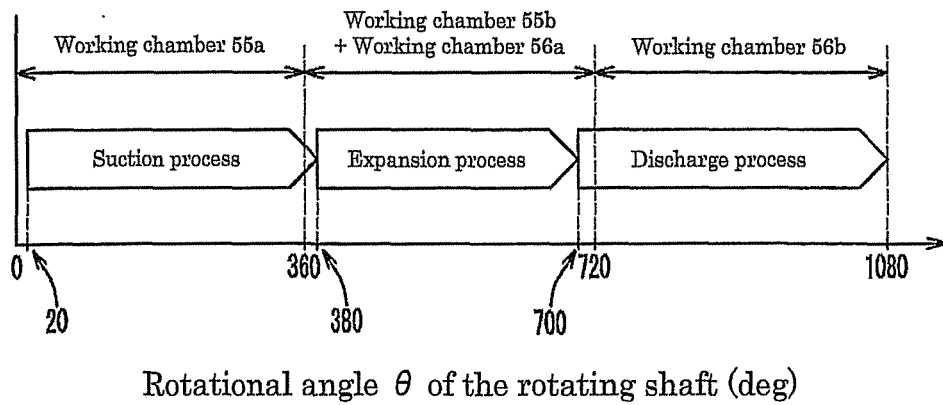 Working chamber 55b
Working chamber 55a
+ Working chamber 56a
Working chamber 56b
Suction process
Expansion process
Discharge process
0
360
720
1080
20
380
700
Rotational angle θ of the rotating shaft (deg)